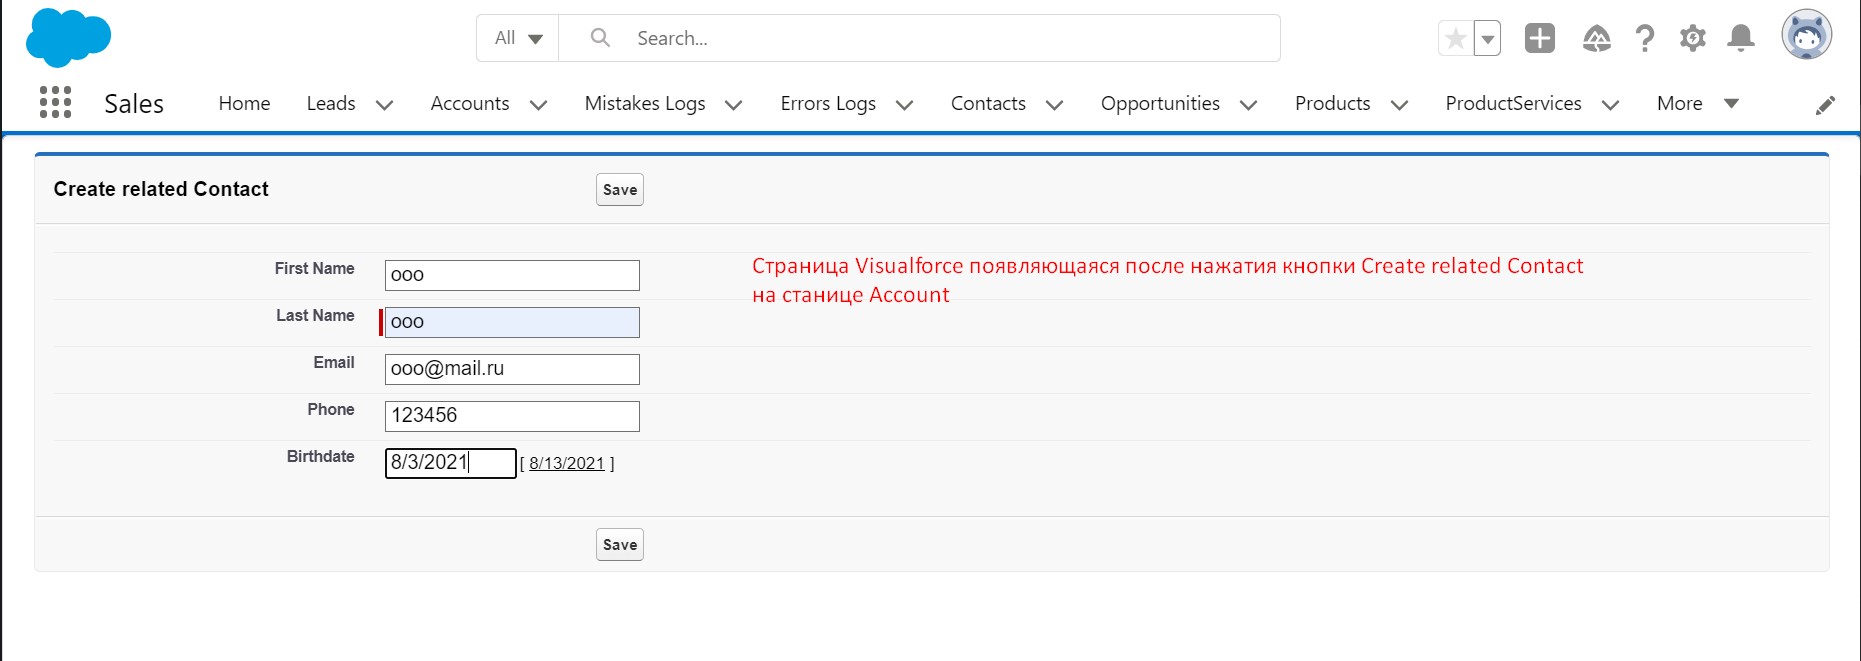 All Search...
Sales Home Leads Accounts Mistakes Logs Errors Logs Contacts Opportunities Products ProductServices More
Create related Contact Save
First Name ooo
Страница Visualforce появляющаяся после нажатия кнопки Create related Contact
на станице Account
Last Name ooo
Email ooo@mail.ru
Phone 123456
Birthdate 8/3/2021 [ 8/13/2021 ]
Save